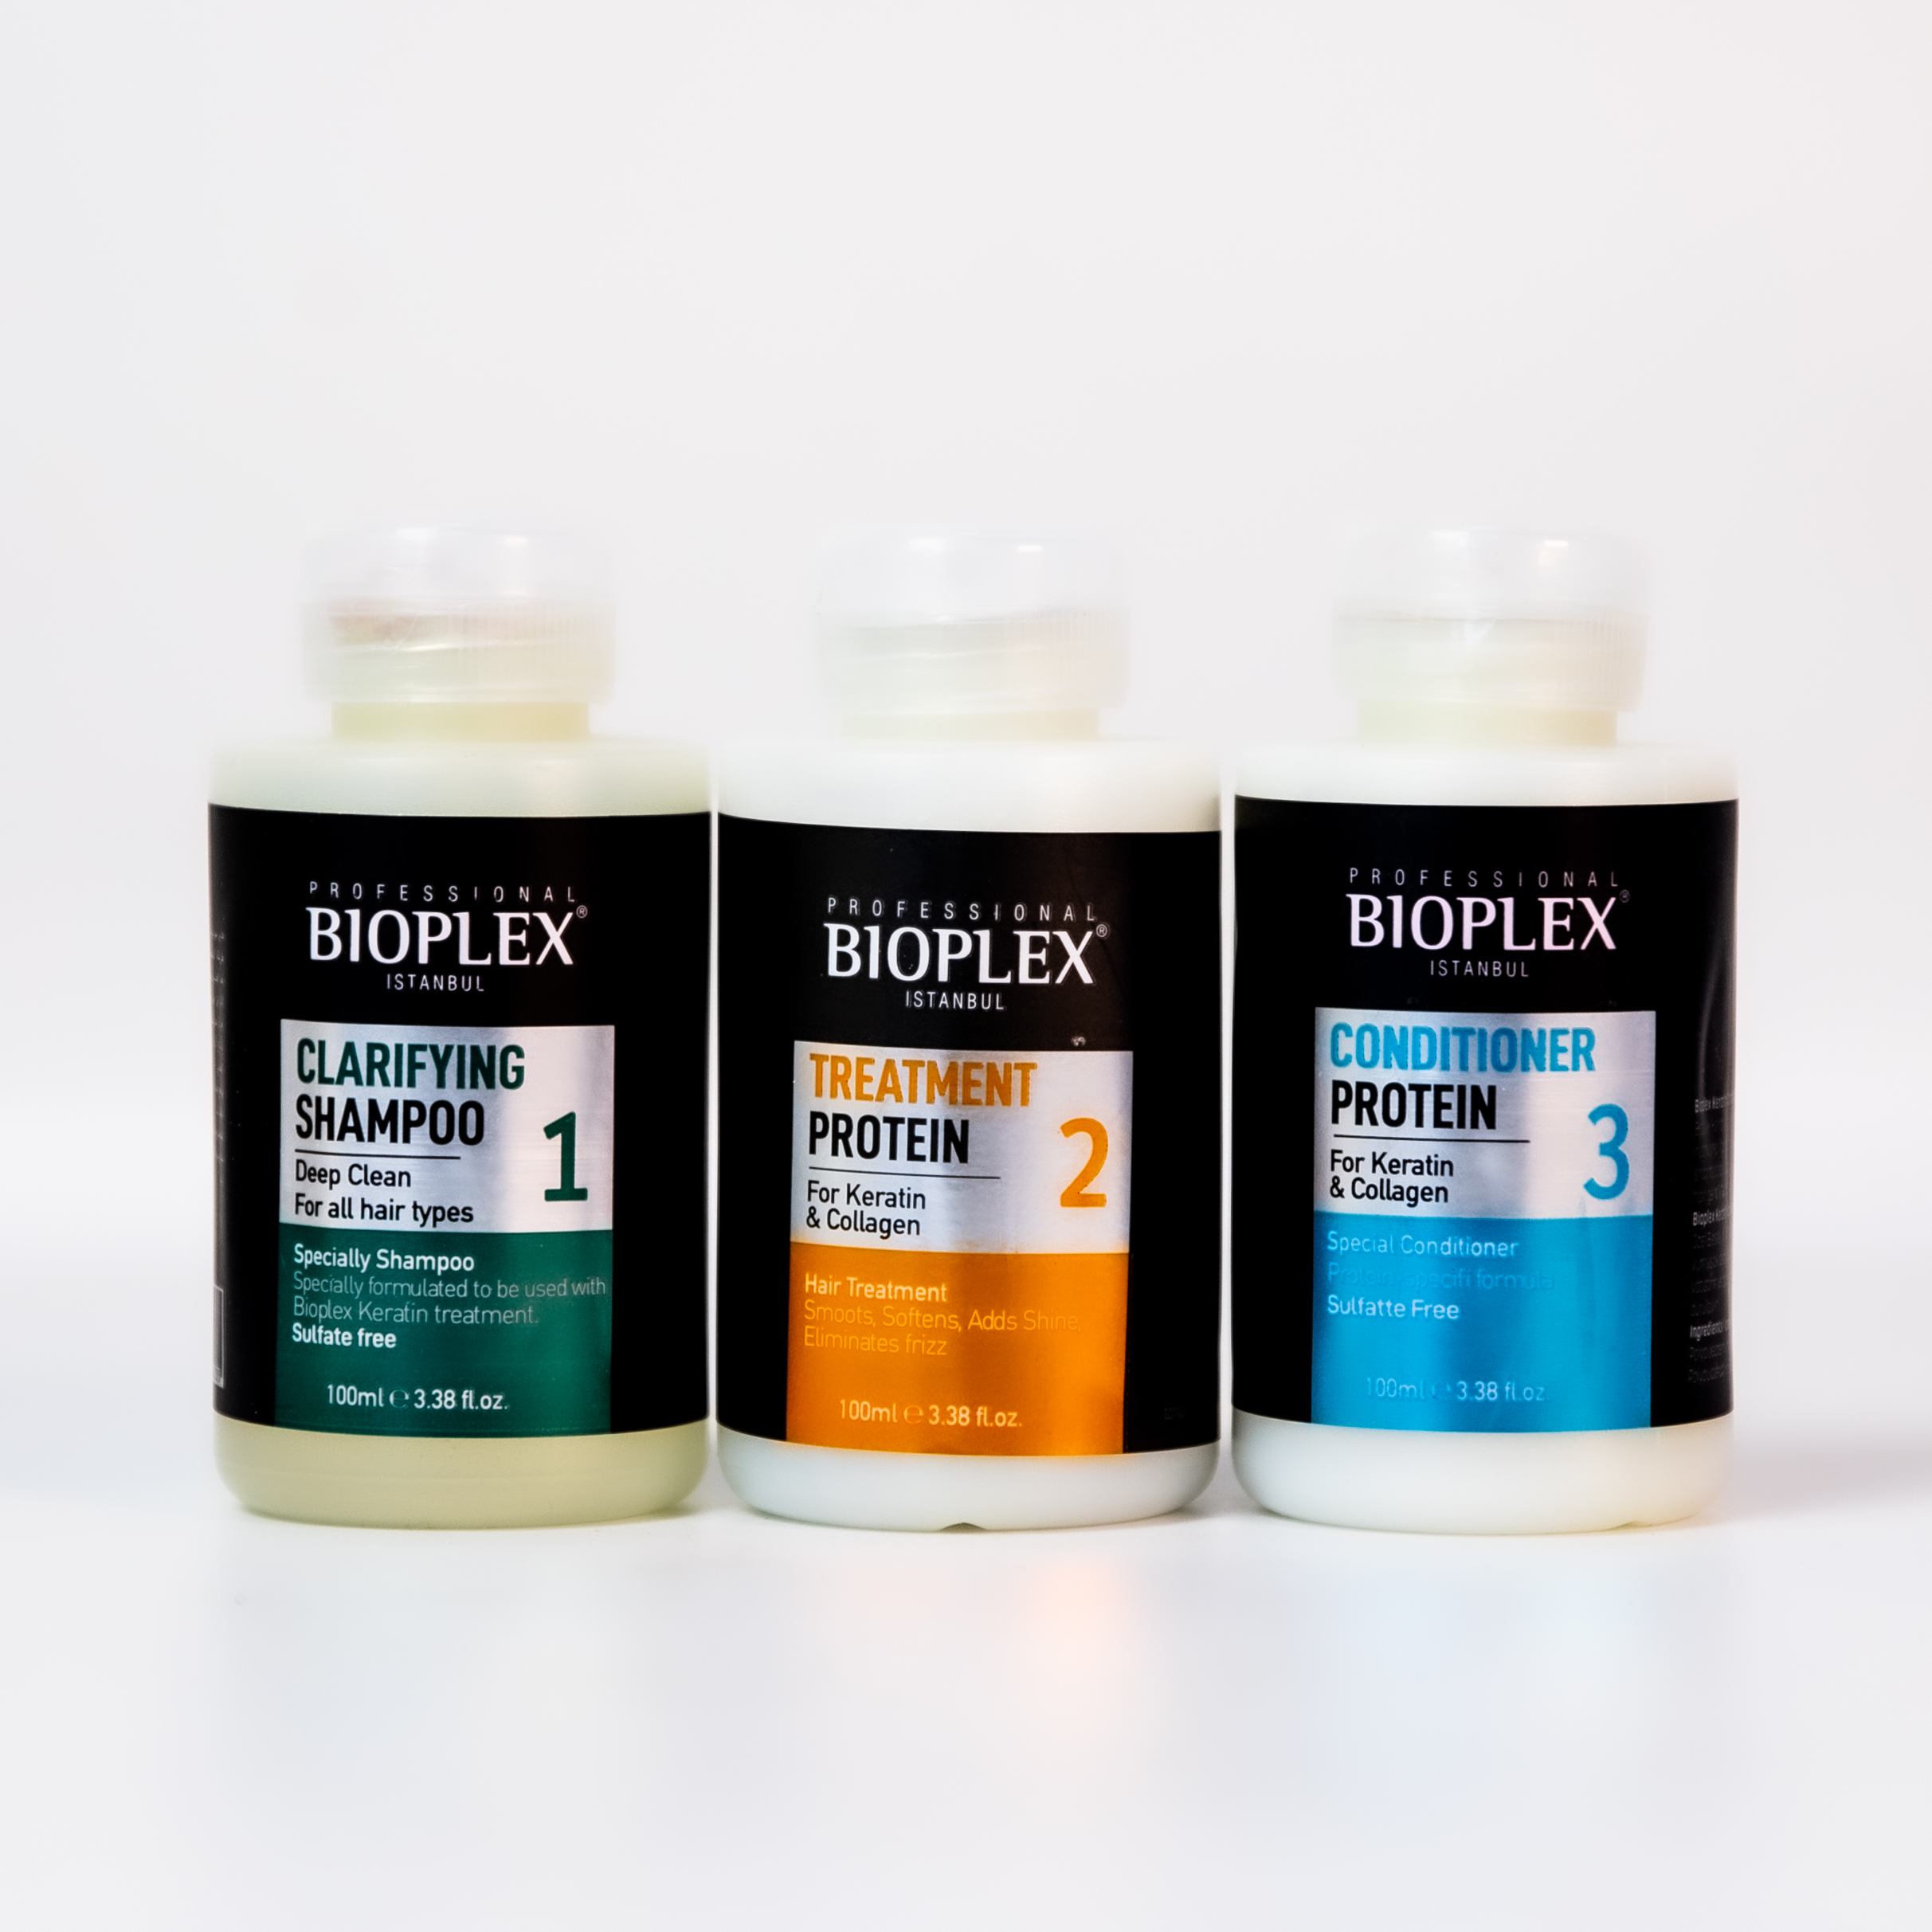 PROFESSIONAL
BIOPLEX®
ISTANBUL
CLARIFYING
SHAMPOO
1
Deep Clean
For all hair types
Specially Shampoo
Specially formulated to be used with
Bioplex Keratin treatment.
Sulfate free
100ml ℮ 3.38 fl.oz.
PROFESSIONAL
BIOPLEX®
ISTANBUL
TREATMENT
PROTEIN
2
For Keratin
& Collagen
Hair Treatment
Smoots, Softens, Adds Shine,
Eliminates frizz
100ml ℮ 3.38 fl.oz.
PROFESSIONAL
BIOPLEX®
ISTANBUL
CONDITIONER
PROTEIN
3
For Keratin
& Collagen
Special Conditioner
Protein-specifi formula
Sulfatte Free
100ml ℮ 3.38 fl.oz